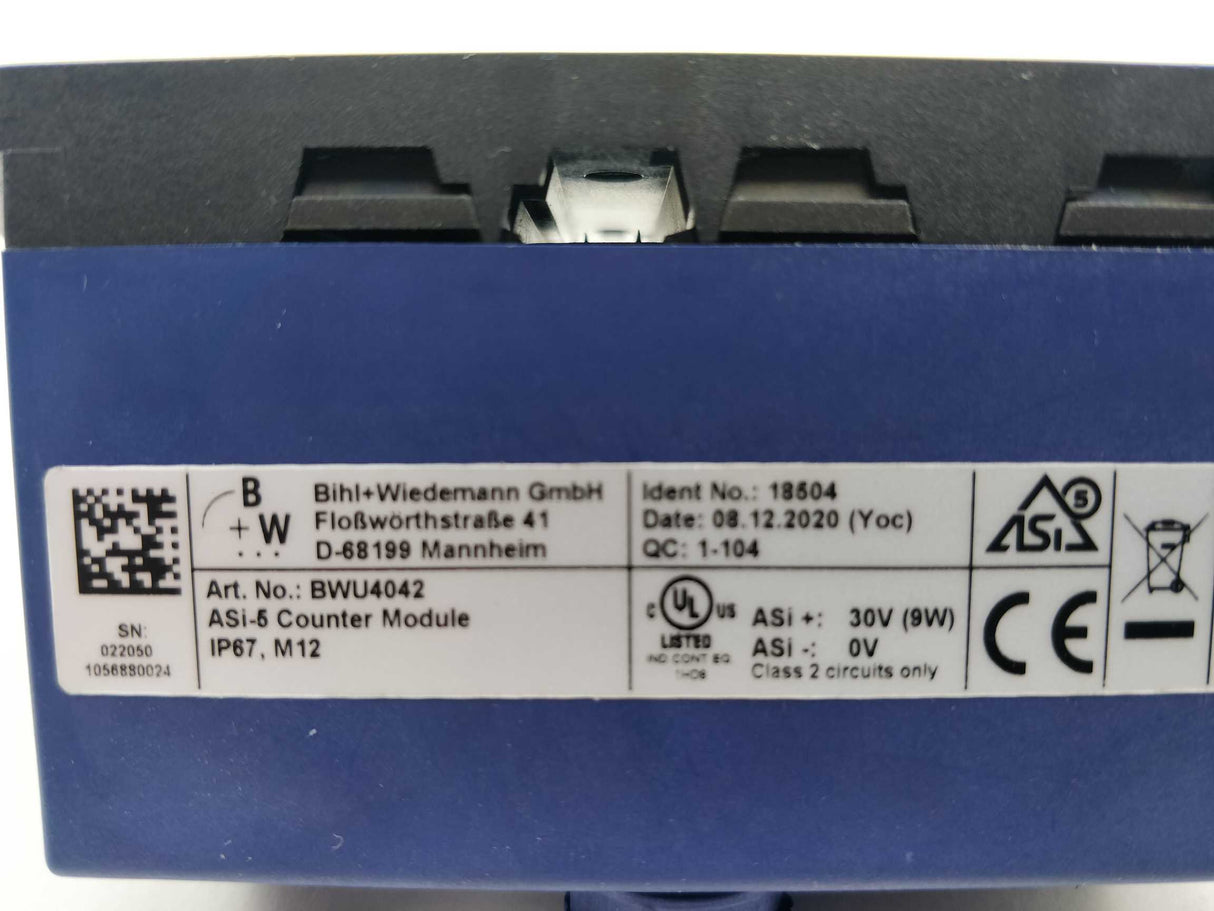 SN:
022050
1056880024
B
+W
Bihl+Wiedemann GmbH
Floßwörthstraße 41
D-68199 Mannheim
Art. No.: BWU4042
ASi-5 Counter Module
IP67, M12
Ident No.: 18504
Date: 08.12.2020 (Yoc)
QC: 1-104
C UL US
LISTED
IND CONT EQ
1HO8
ASi +: 30V (9W)
ASi -: 0V
Class 2 circuits only
ASi 5
CE